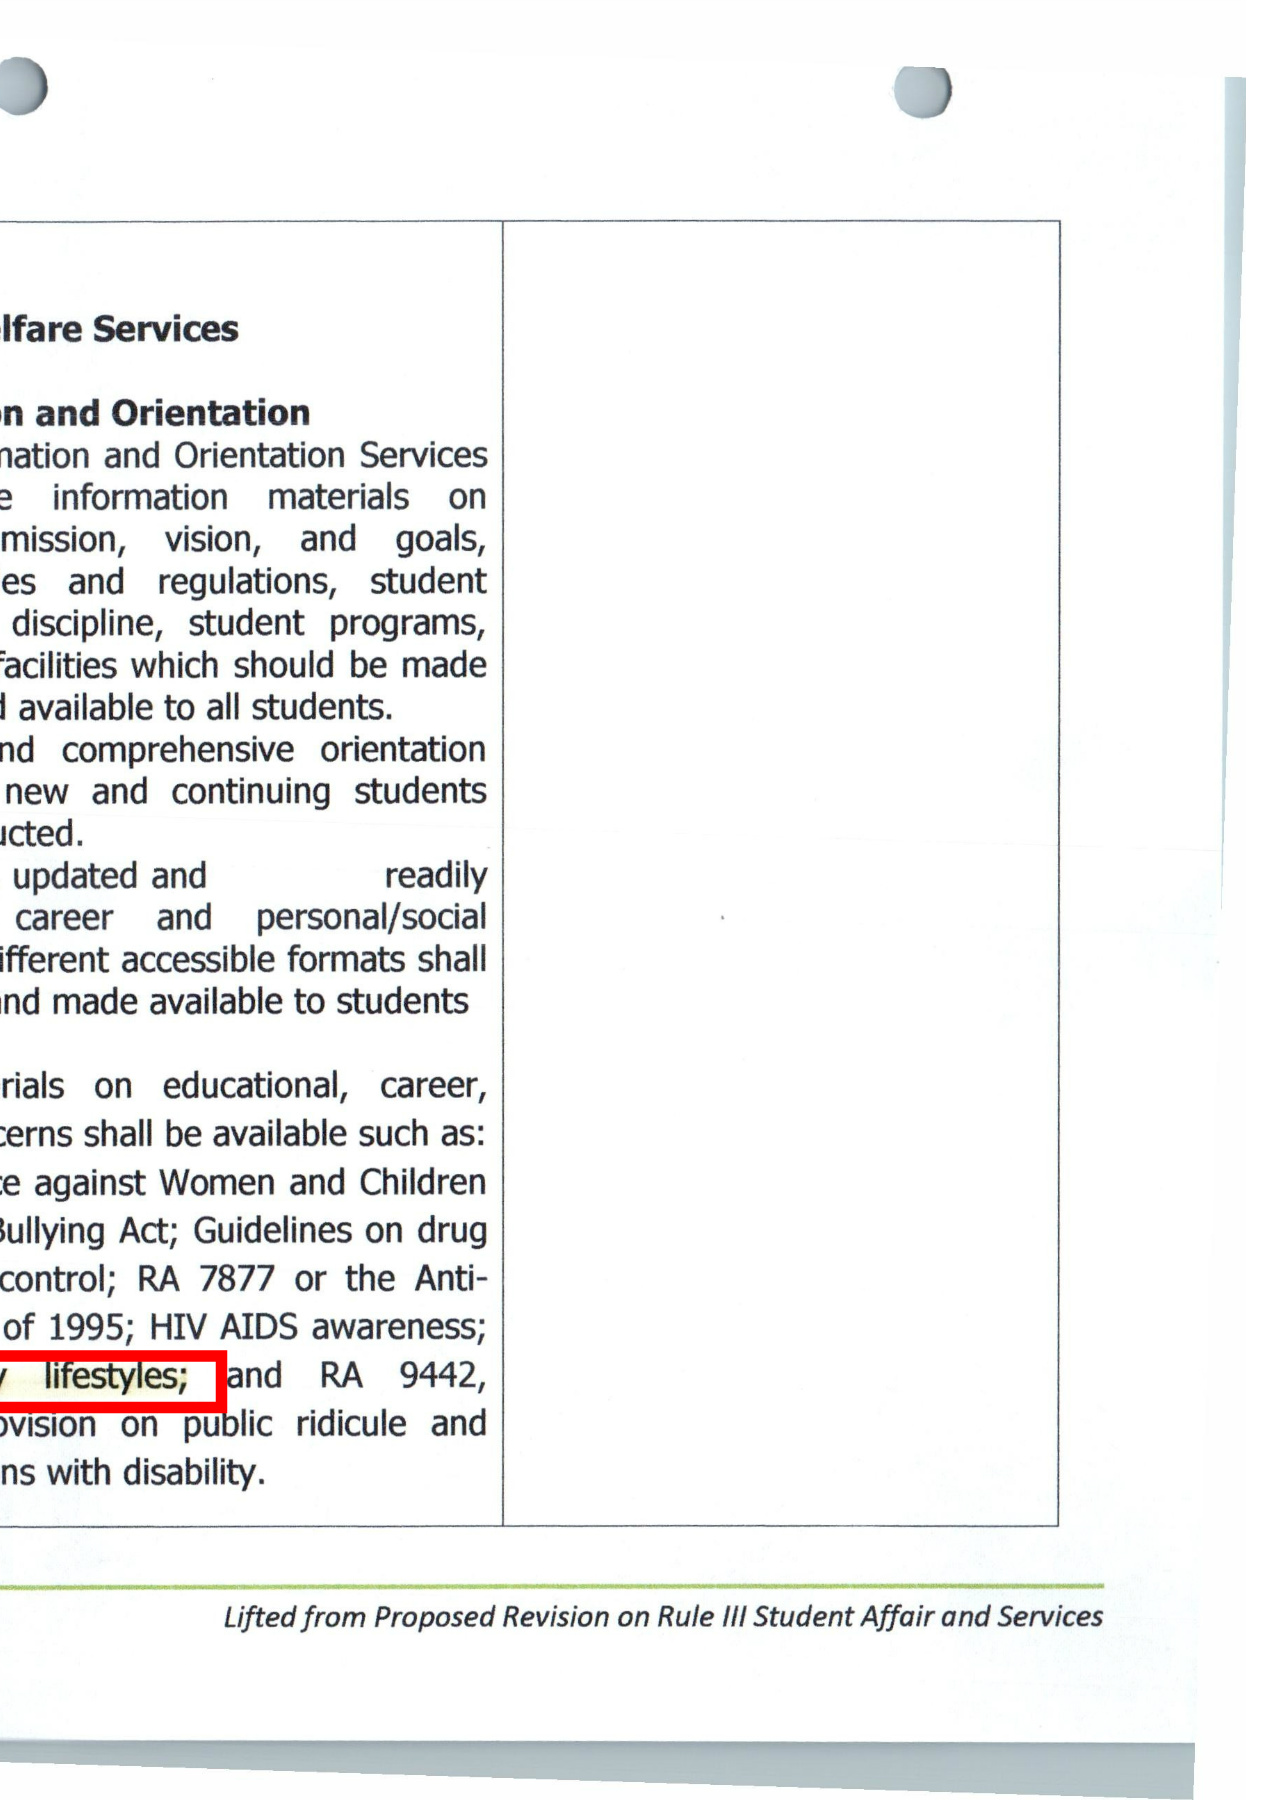 lfare Services
on and Orientation
nation and Orientation Services
e information materials on
mission, vision, and goals,
es and regulations, student
discipline, student programs,
facilities which should be made
d available to all students.
nd comprehensive orientation
new and continuing students
ucted.
updated and readily
career and personal/social
ifferent accessible formats shall
and made available to students
rials on educational, career,
cerns shall be available such as:
ce against Women and Children
Bullying Act; Guidelines on drug
control; RA 7877 or the Anti-
of 1995; HIV AIDS awareness;
y lifestyles; and RA 9442,
ovision on public ridicule and
ns with disability.
Lifted from Proposed Revision on Rule III Student Affair and Services